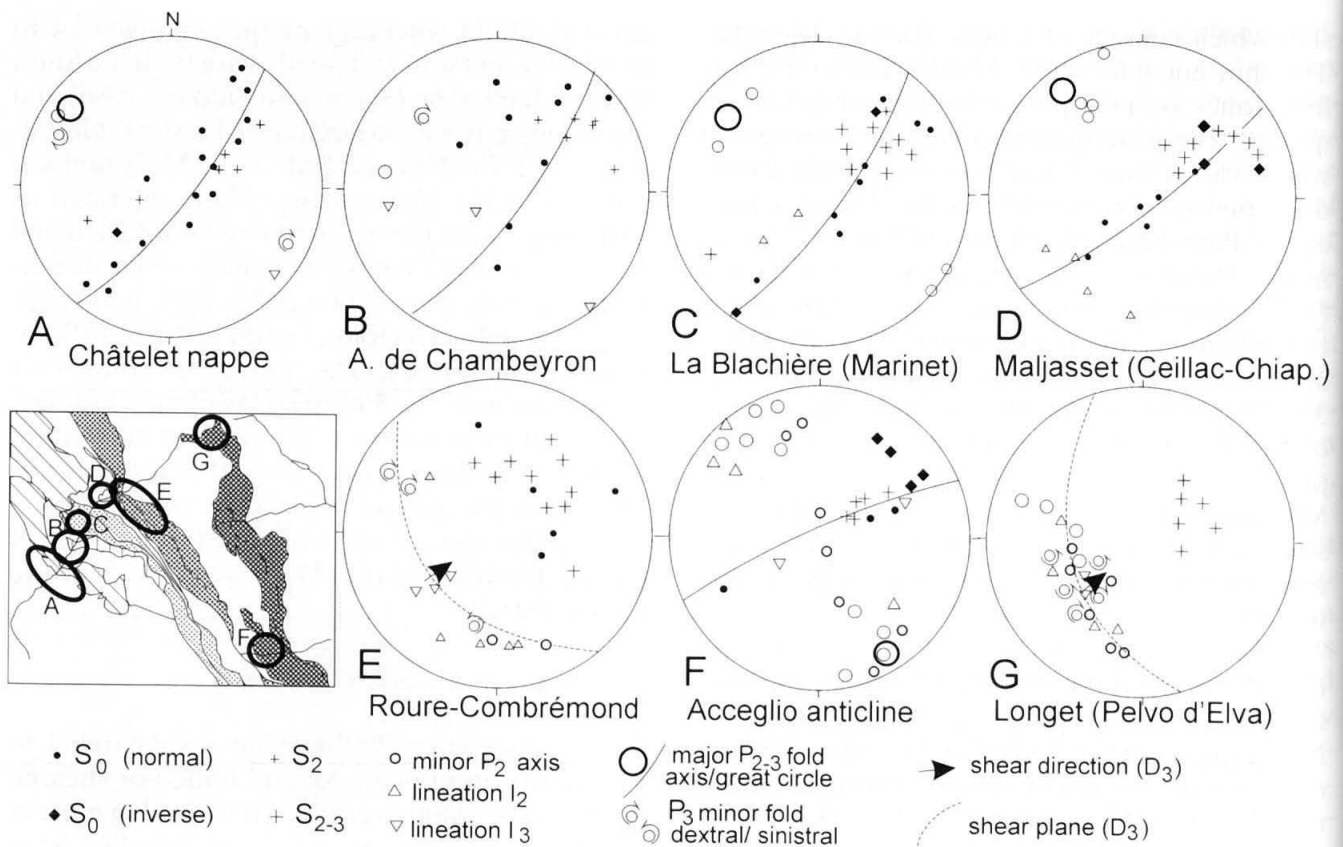 N
A
Châtelet nappe
B
A. de Chambeyron
C
La Blachière (Marinet)
D
Maljasset (Ceillac-Chiap.)
A
B
C
D
E
F
G
E
Roure-Combrémond
F
Acceglio anticline
G
Longet (Pelvo d'Elva)
S0 (normal)
S0 (inverse)
S2
S2-3
minor P2 axis
lineation l2
lineation l3
major P2-3 fold
axis/great circle
P3 minor fold
dextral/ sinistral
shear direction (D3)
shear plane (D3)